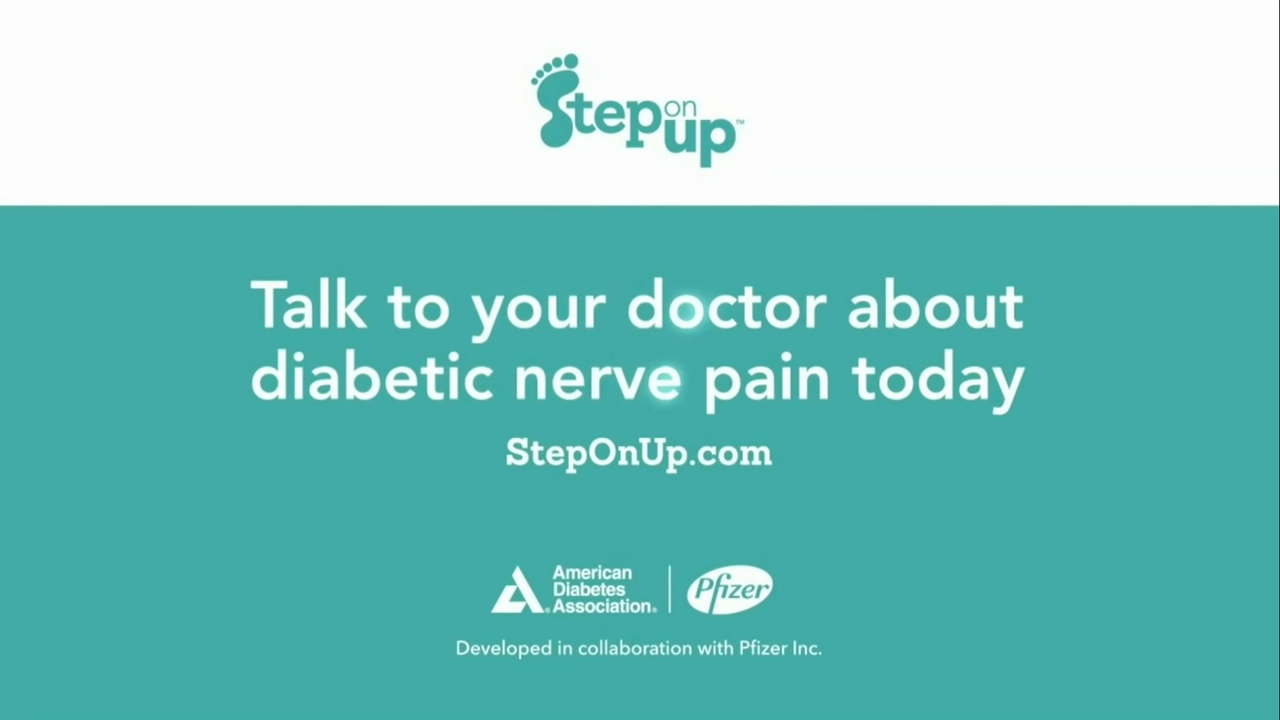 Step on up™
Talk to your doctor about
diabetic nerve pain today
StepOnUp.com
American
Diabetes
Association®
Pfizer
Developed in collaboration with Pfizer Inc.